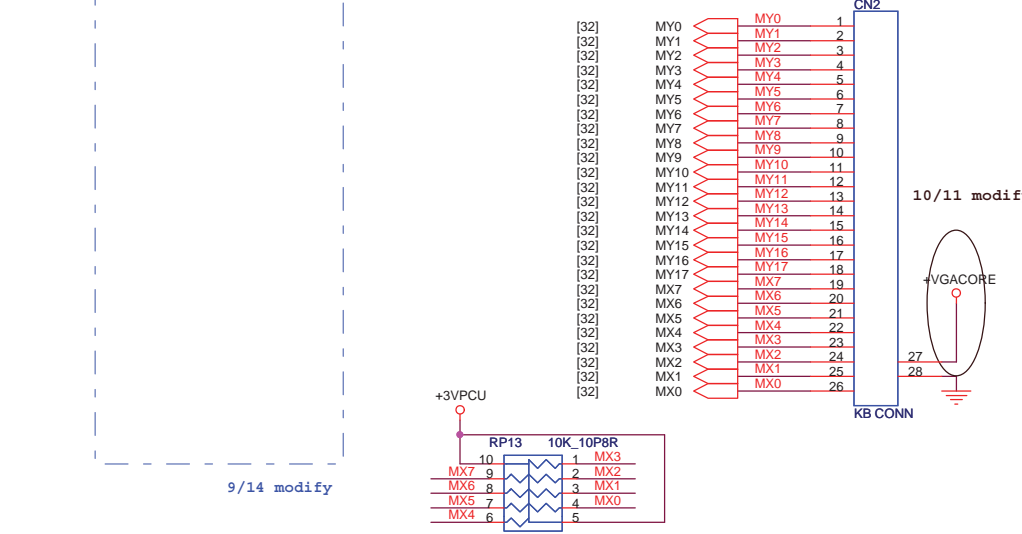 CN2
[32] MY0 MY0 1
[32] MY1 MY1 2
[32] MY2 MY2 3
[32] MY3 MY3 4
[32] MY4 MY4 5
[32] MY5 MY5 6
[32] MY6 MY6 7
[32] MY7 MY7 8
[32] MY8 MY8 9
[32] MY9 MY9 10
[32] MY10 MY10 11
[32] MY11 MY11 12
[32] MY12 MY12 13
[32] MY13 MY13 14
[32] MY14 MY14 15
[32] MY15 MY15 16
[32] MY16 MY16 17
[32] MY17 MY17 18
[32] MX7 MX7 19
[32] MX6 MX6 20
[32] MX5 MX5 21
[32] MX4 MX4 22
[32] MX3 MX3 23
[32] MX2 MX2 24
[32] MX1 MX1 25
[32] MX0 MX0 26
10/11 modif
+VGACORE
27
28
KB CONN
+3VPCU
RP13 10K_10P8R
10 1 MX3
MX7 9 2 MX2
MX6 8 3 MX1
MX5 7 4 MX0
MX4 6 5
9/14 modify